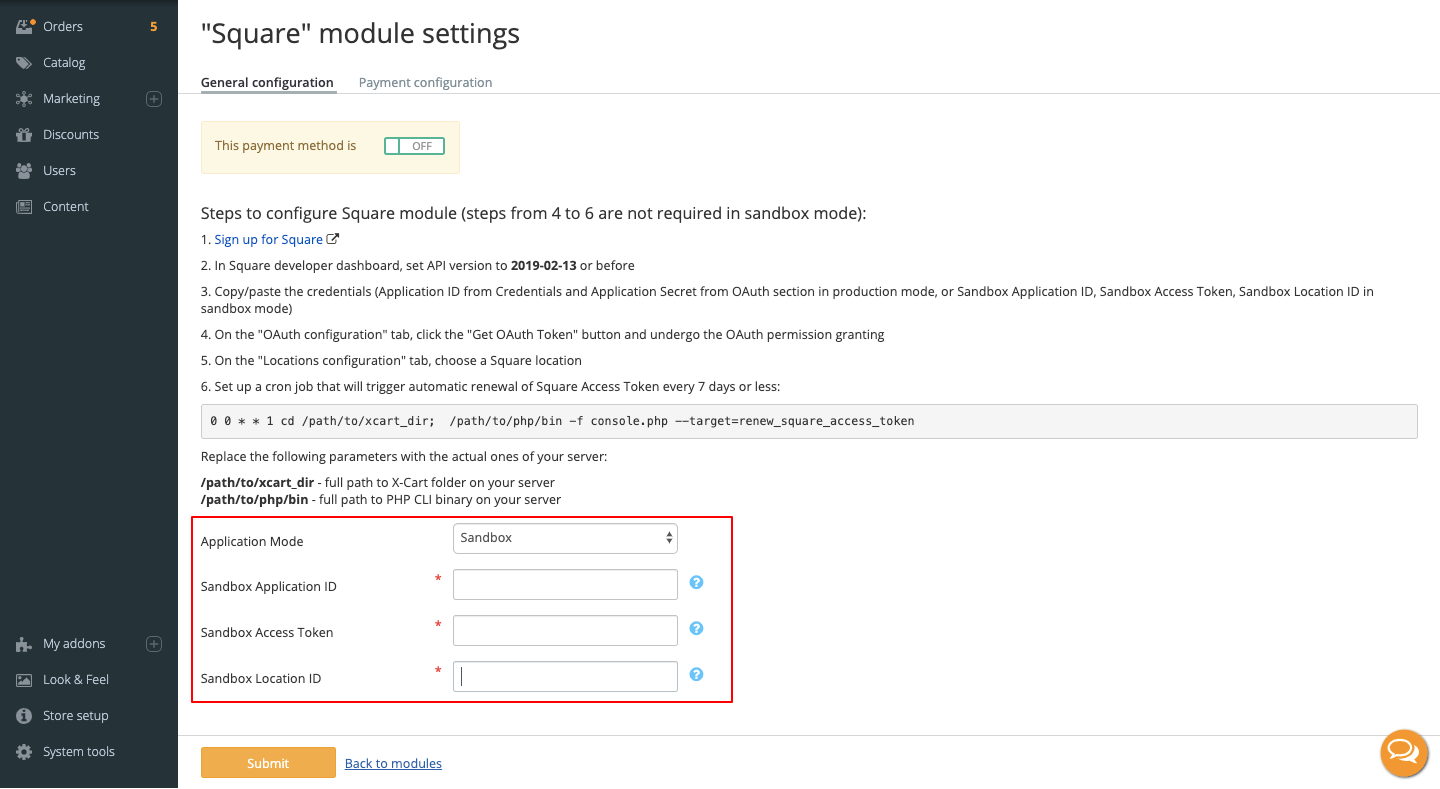 Orders 5
Catalog
Marketing
Discounts
Users
Content
My addons
Look & Feel
Store setup
System tools
"Square" module settings
General configuration Payment configuration
This payment method is OFF
Steps to configure Square module (steps from 4 to 6 are not required in sandbox mode):
1. Sign up for Square
2. In Square developer dashboard, set API version to 2019-02-13 or before
3. Copy/paste the credentials (Application ID from Credentials and Application Secret from OAuth section in production mode, or Sandbox Application ID, Sandbox Access Token, Sandbox Location ID in
sandbox mode)
4. On the "OAuth configuration" tab, click the "Get OAuth Token" button and undergo the OAuth permission granting
5. On the "Locations configuration" tab, choose a Square location
6. Set up a cron job that will trigger automatic renewal of Square Access Token every 7 days or less:
0 0 * * 1 cd /path/to/xcart_dir;  /path/to/php/bin -f console.php --target=renew_square_access_token
Replace the following parameters with the actual ones of your server:
/path/to/xcart_dir - full path to X-Cart folder on your server
/path/to/php/bin - full path to PHP CLI binary on your server
Application Mode Sandbox
Sandbox Application ID * ?
Sandbox Access Token * ?
Sandbox Location ID * ?
Submit Back to modules